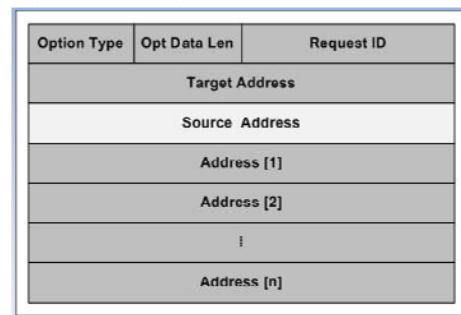 Option Type Opt Data Len Request ID
Target Address
Source Address
Address [1]
Address [2]
⋮
Address [n]